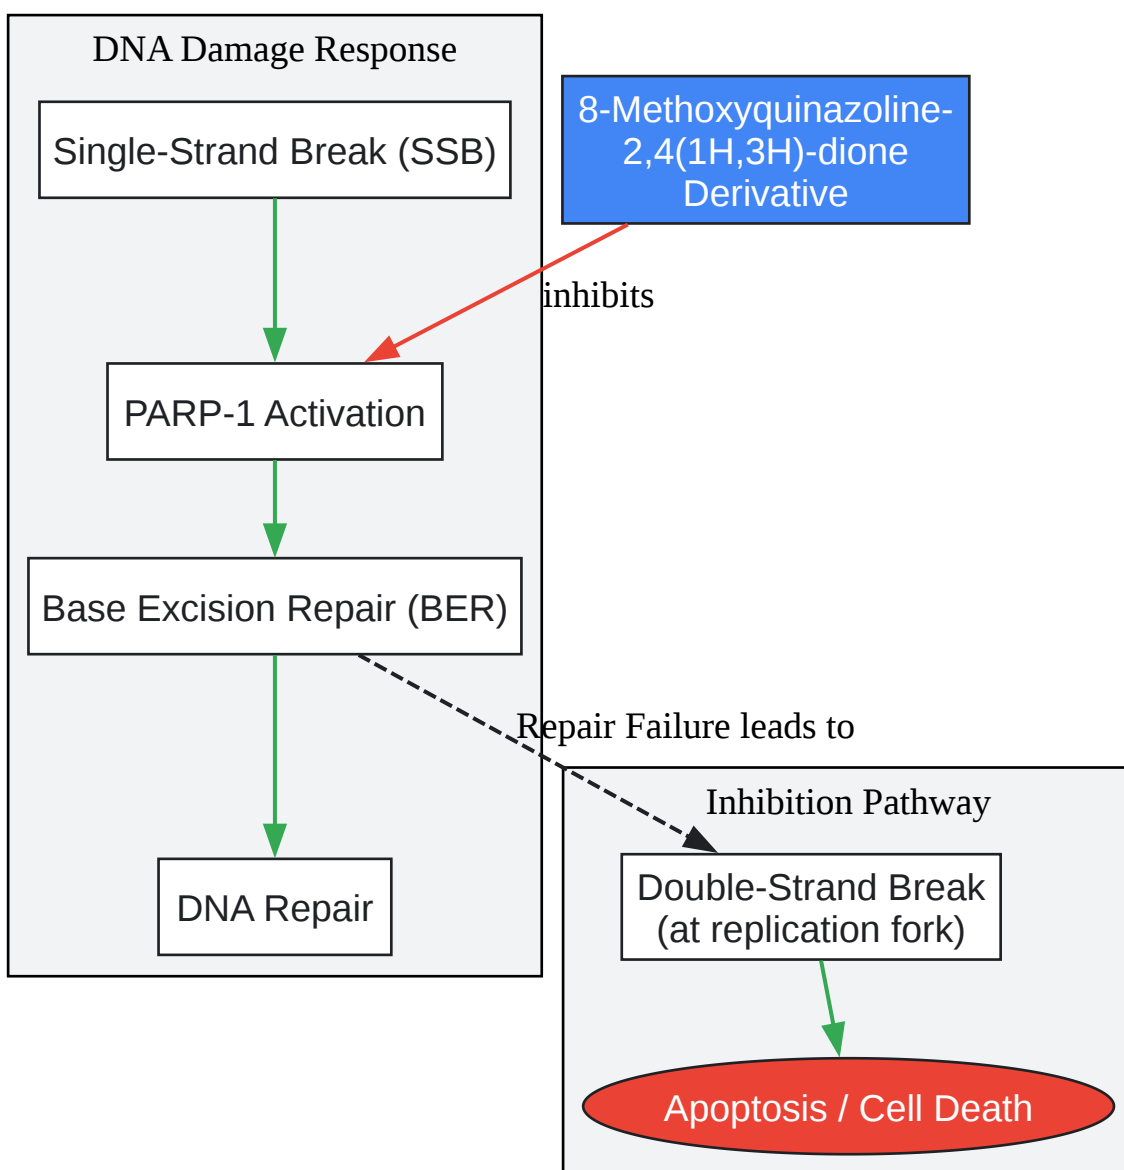 DNA Damage Response
Single-Strand Break (SSB)
8-Methoxyquinazoline-
2,4(1H,3H)-dione
Derivative
inhibits
PARP-1 Activation
Base Excision Repair (BER)
Repair Failure leads to
DNA Repair
Inhibition Pathway
Double-Strand Break
(at replication fork)
Apoptosis / Cell Death